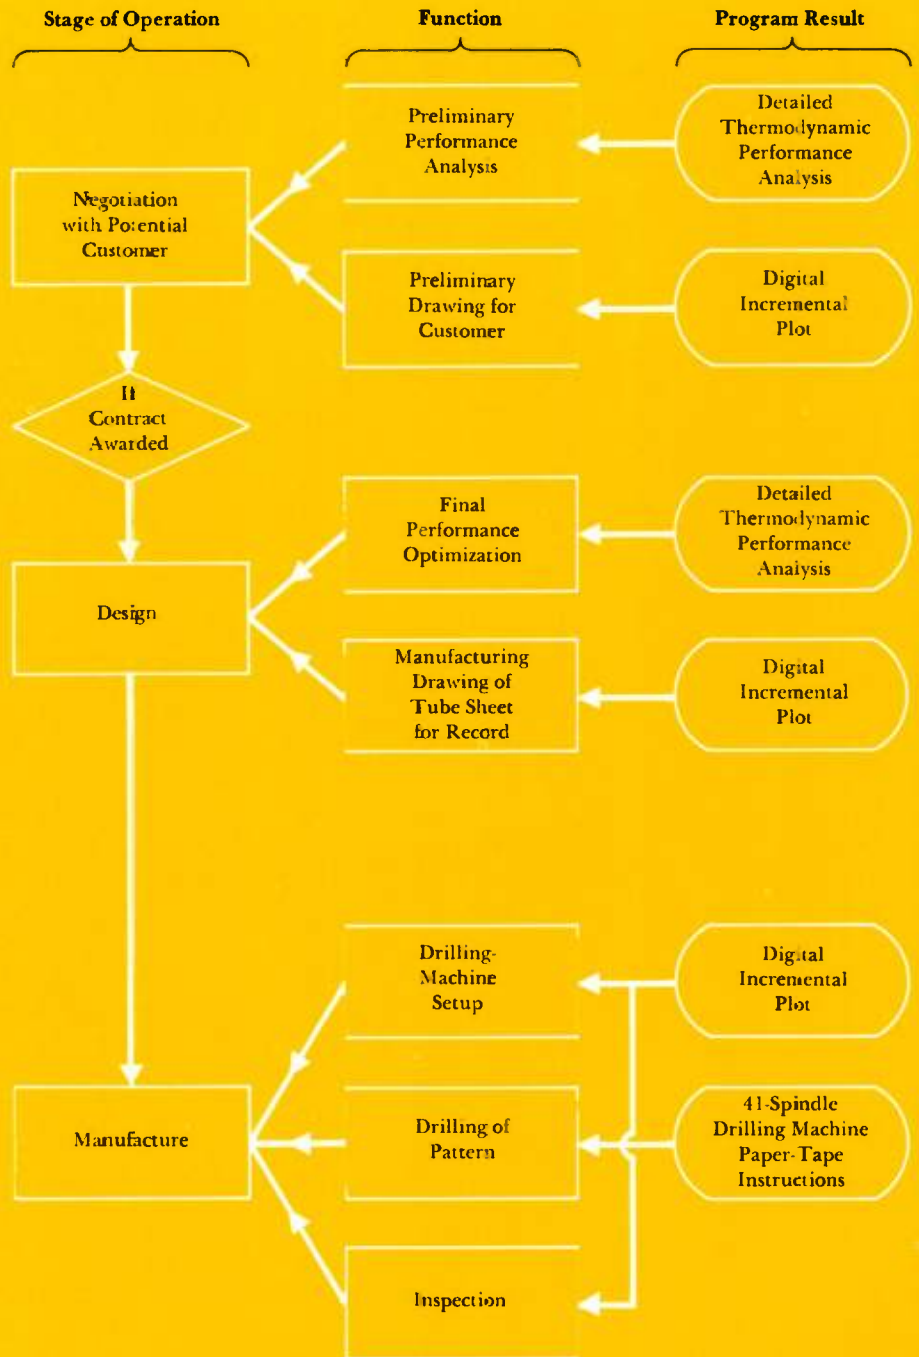 Stage of Operation
Function
Program Result
Preliminary
Performance
Analysis
Detailed
Thermodynamic
Performance
Analysis
Negotiation
with Potential
Customer
Preliminary
Drawing for
Customer
Digital
Incremental
Plot
If
Contract
Awarded
Final
Performance
Optimization
Detailed
Thermodynamic
Performance
Analysis
Design
Manufacturing
Drawing of
Tube Sheet
for Record
Digital
Incremental
Plot
Drilling-
Machine
Setup
Digital
Incremental
Plot
Manufacture
Drilling of
Pattern
41-Spindle
Drilling Machine
Paper-Tape
Instructions
Inspection